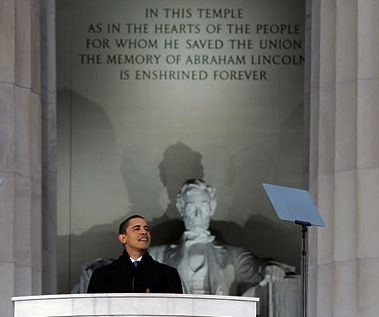 IN THIS TEMPLE
AS IN THE HEARTS OF THE PEOPLE
FOR WHOM HE SAVED THE UNION
THE MEMORY OF ABRAHAM LINCOLN
IS ENSHRINED FOREVER